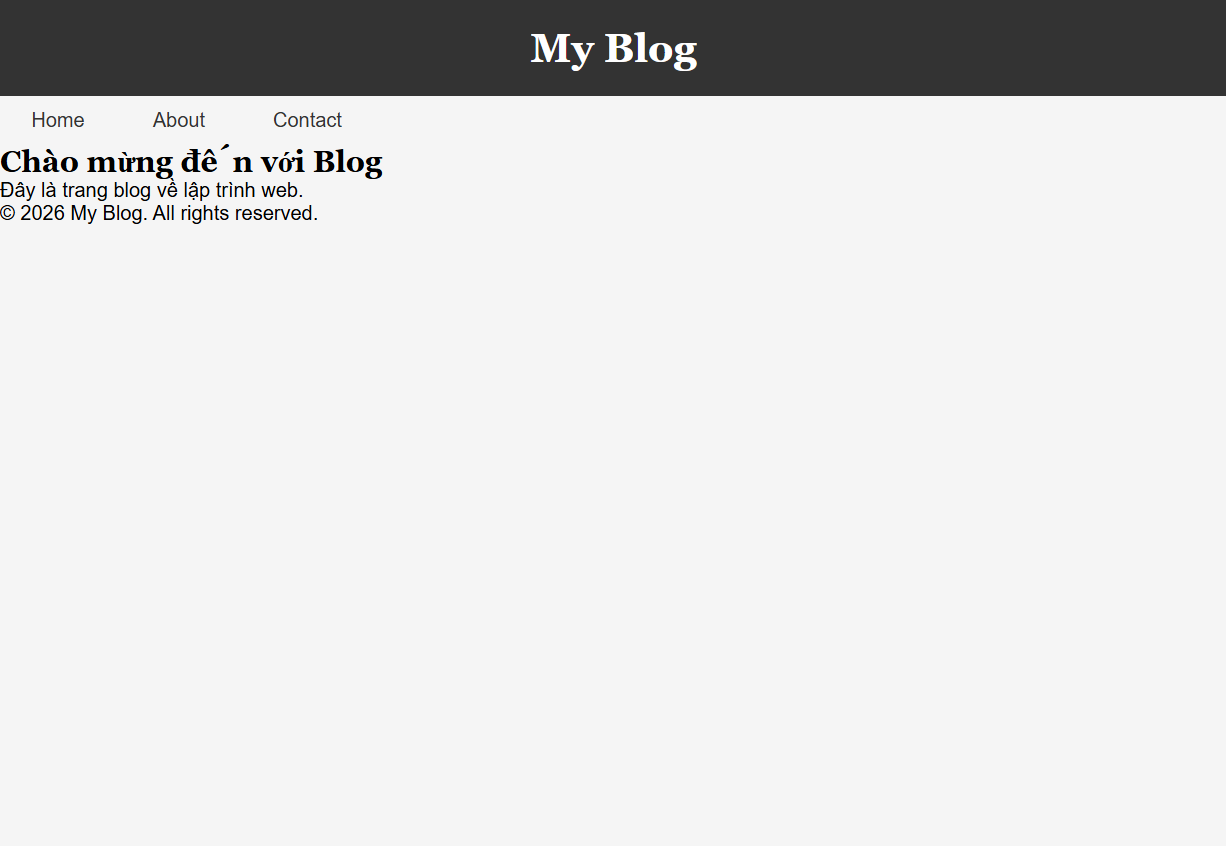 My Blog
Home About Contact
Chào mừng đến với Blog
Đây là trang blog về lập trình web.
© 2026 My Blog. All rights reserved.